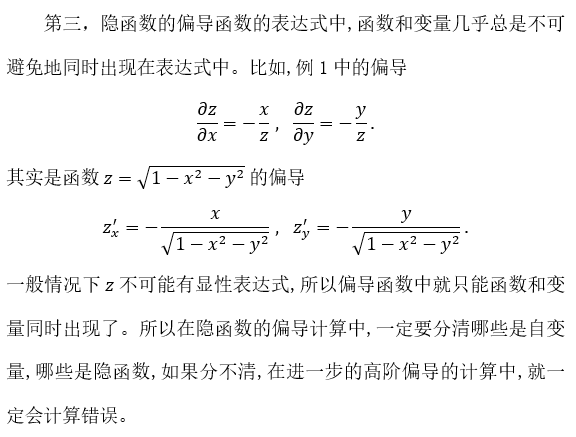 第三，隐函数的偏导函数的表达式中,函数和变量几乎总是不可
避免地同时出现在表达式中。比如,例 1 中的偏导
∂z/∂x = −x/z , ∂z/∂y = −y/z .
其实是函数 z = √(1 − x² − y²) 的偏导
z′ₓ = −x/√(1 − x² − y²) , z′_y = −y/√(1 − x² − y²) .
一般情况下 z 不可能有显性表达式,所以偏导函数中就只能函数和变
量同时出现了。所以在隐函数的偏导计算中,一定要分清哪些是自变
量,哪些是隐函数,如果分不清,在进一步的高阶偏导的计算中,就一
定会计算错误。